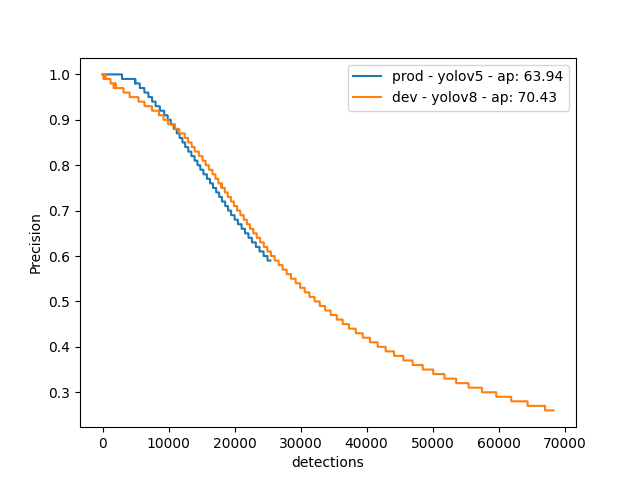 prod - yolov5 - ap: 63.94
dev - yolov8 - ap: 70.43
1.0
0.9
0.8
0.7
0.6
0.5
0.4
0.3
Precision
0 10000 20000 30000 40000 50000 60000 70000
detections